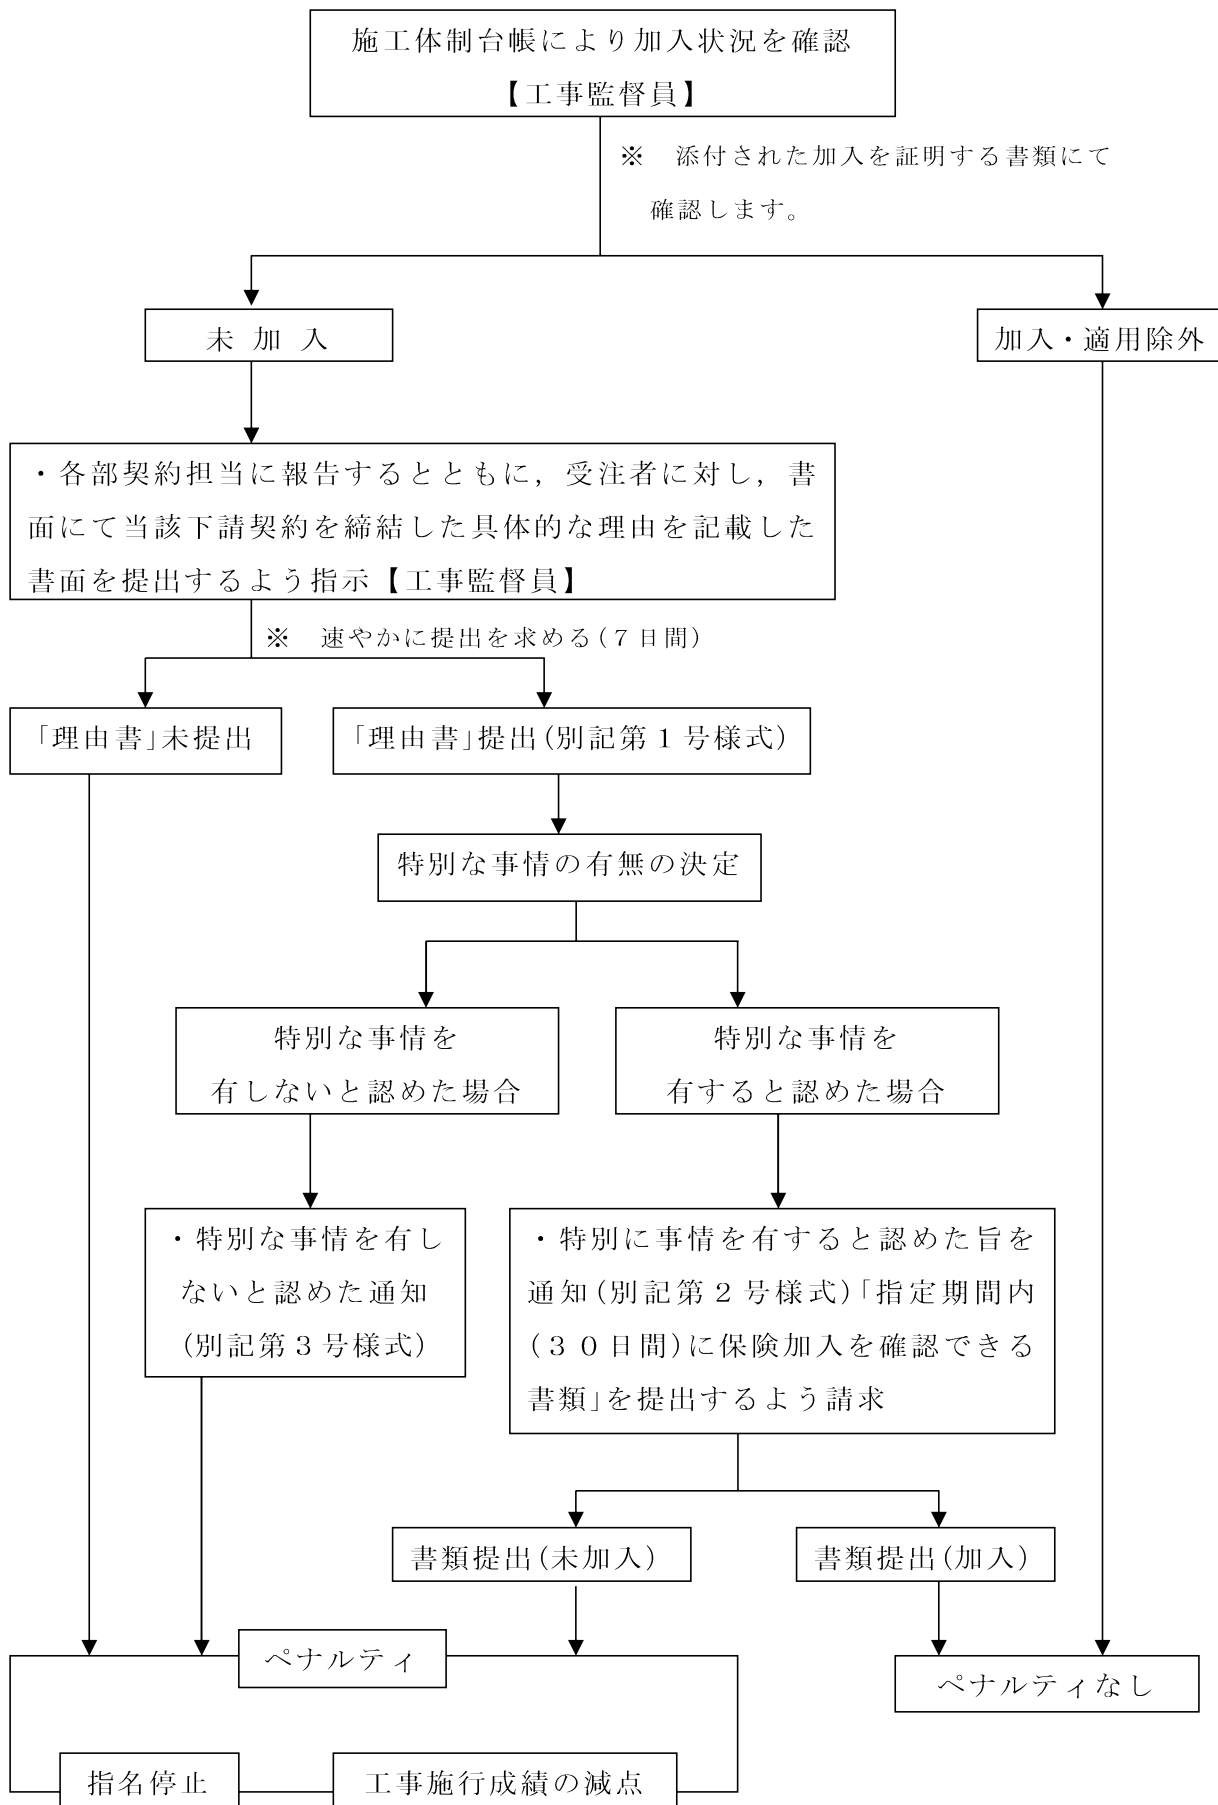 施工体制台帳により加入状況を確認
【工事監督員】
※　添付された加入を証明する書類にて
確認します。
未 加 入
加入・適用除外
・各部契約担当に報告するとともに，受注者に対し，書
面にて当該下請契約を締結した具体的な理由を記載した
書面を提出するよう指示【工事監督員】
※　速やかに提出を求める(７日間)
「理由書」未提出
「理由書」提出(別記第１号様式)
特別な事情の有無の決定
特別な事情を
有しないと認めた場合
特別な事情を
有すると認めた場合
・特別な事情を有し
ないと認めた通知
(別記第３号様式)
・特別に事情を有すると認めた旨を
通知(別記第２号様式)「指定期間内
(３０日間)に保険加入を確認できる
書類」を提出するよう請求
書類提出(未加入)
書類提出(加入)
ペナルティ
ペナルティなし
指名停止
工事施行成績の減点